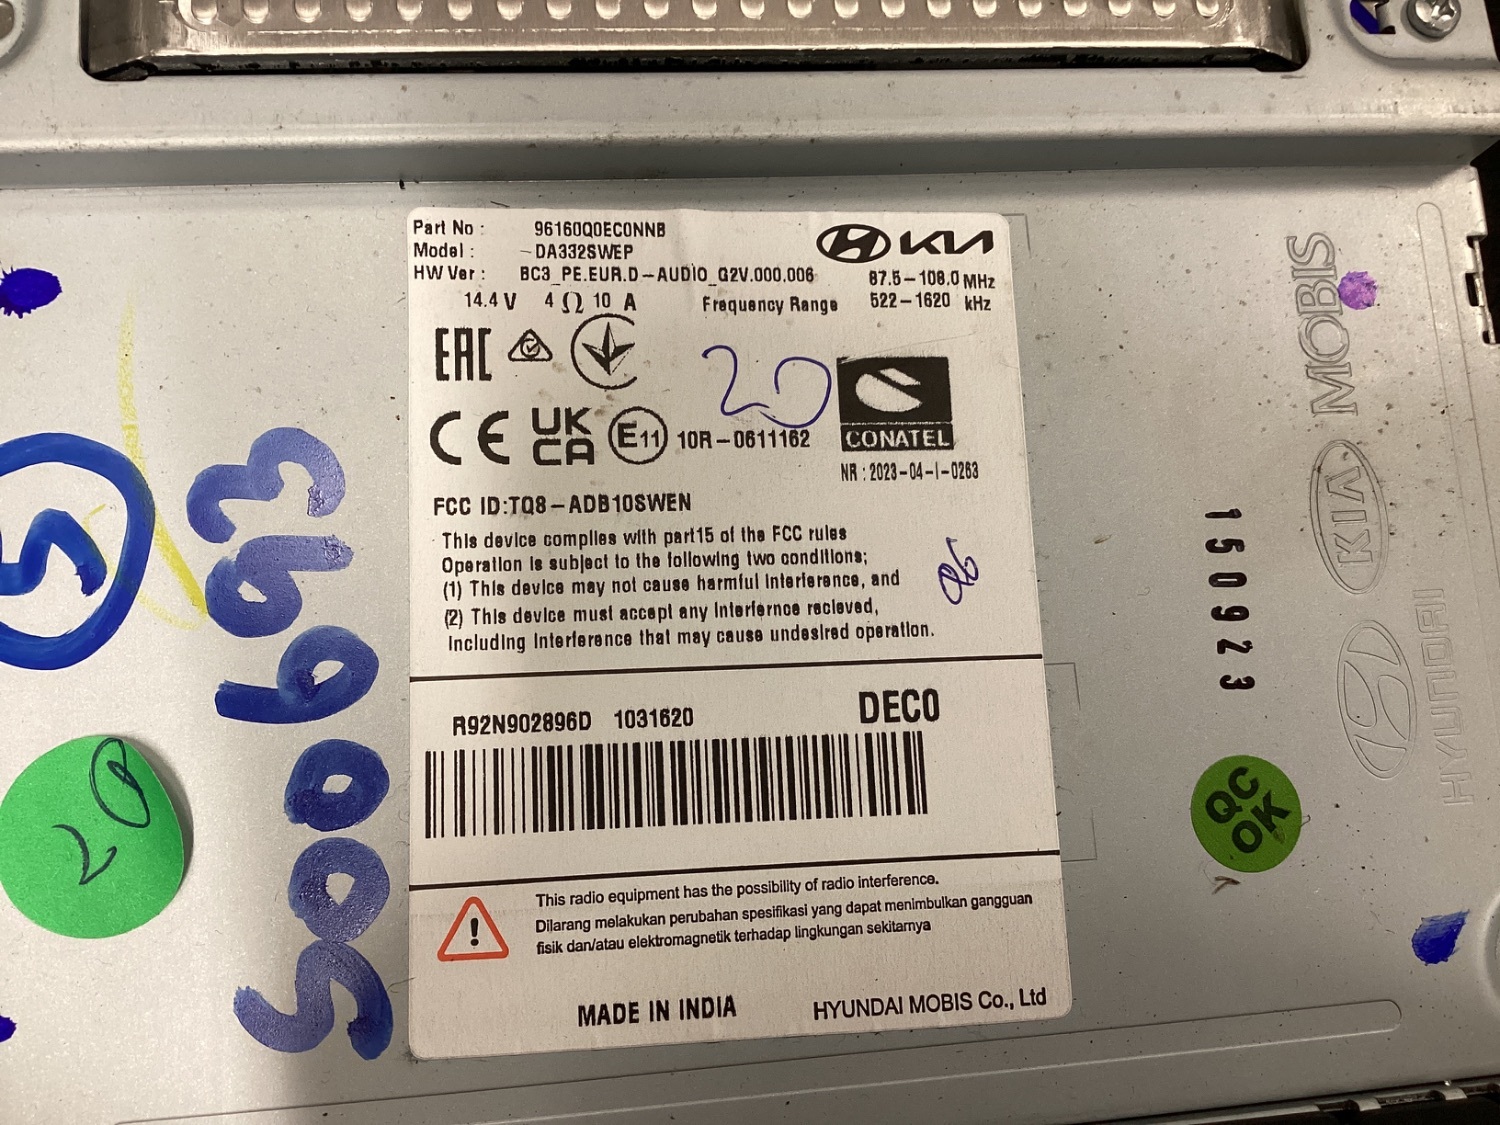 Part No : 96160Q0EC0NNB
Model : DA332SWEP
HW Ver : BC3_PE.EUR.D-AUDIO_G2V.000.006
KIA
87.5-108.0 MHz
14.4 V 4 Ω 10 A Frequency Range 522-1620 kHz
EAC
20
CE UK CA E11 10R-0611162
CONATEL
NR : 2023-04-I-0263
FCC ID:TQ8-ADB10SWEN
This device complies with part15 of the FCC rules
Operation is subject to the following two conditions;
(1) This device may not cause harmful interference, and
(2) This device must accept any interfernce recieved,
including interference that may cause undesired operation.
R92N902896D 1031620 DEC0
This radio equipment has the possibility of radio interference.
Dilarang melakukan perubahan spesifikasi yang dapat menimbulkan gangguan
fisik dan/atau elektromagnetik terhadap lingkungan sekitarnya
MADE IN INDIA HYUNDAI MOBIS Co., Ltd
5
5006693
20
150923
QC
OK
MOBIS
KIA
HYUNDAI